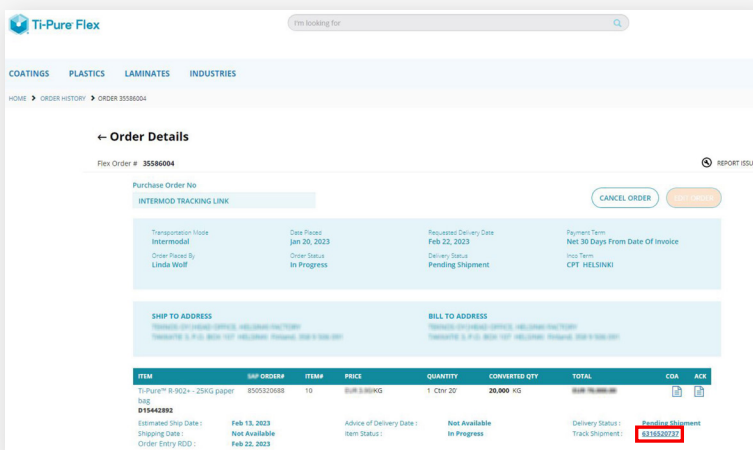 Ti-Pure Flex
I'm looking for
COATINGS PLASTICS LAMINATES INDUSTRIES
HOME > ORDER HISTORY > ORDER 35586004
← Order Details
Flex Order # 35586004
REPORT ISSU
Purchase Order No
INTERMOD TRACKING LINK
CANCEL ORDER
Transportation Mode Date Placed Requested Delivery Date Payment Term
Intermodal Jan 20, 2023 Feb 22, 2023 Net 30 Days From Date Of Invoice
Order Placed By Order Status Delivery Status Inco Term
Linda Wolf In Progress Pending Shipment CPT HELSINKI
SHIP TO ADDRESS BILL TO ADDRESS
ITEM ORDER# ITEM# PRICE QUANTITY CONVERTED QTY TOTAL COA ACK
Ti-Pure™ R-902+ - 25KG paper 8505320688 10 KG 1 Ctnr 20' 20,000 KG
bag
D15442892
Estimated Ship Date : Feb 13, 2023 Advice of Delivery Date : Not Available Delivery Status : Pending Shipment
Shipping Date : Not Available Item Status : In Progress Track Shipment : 6316520737
Order Entry RDD : Feb 22, 2023